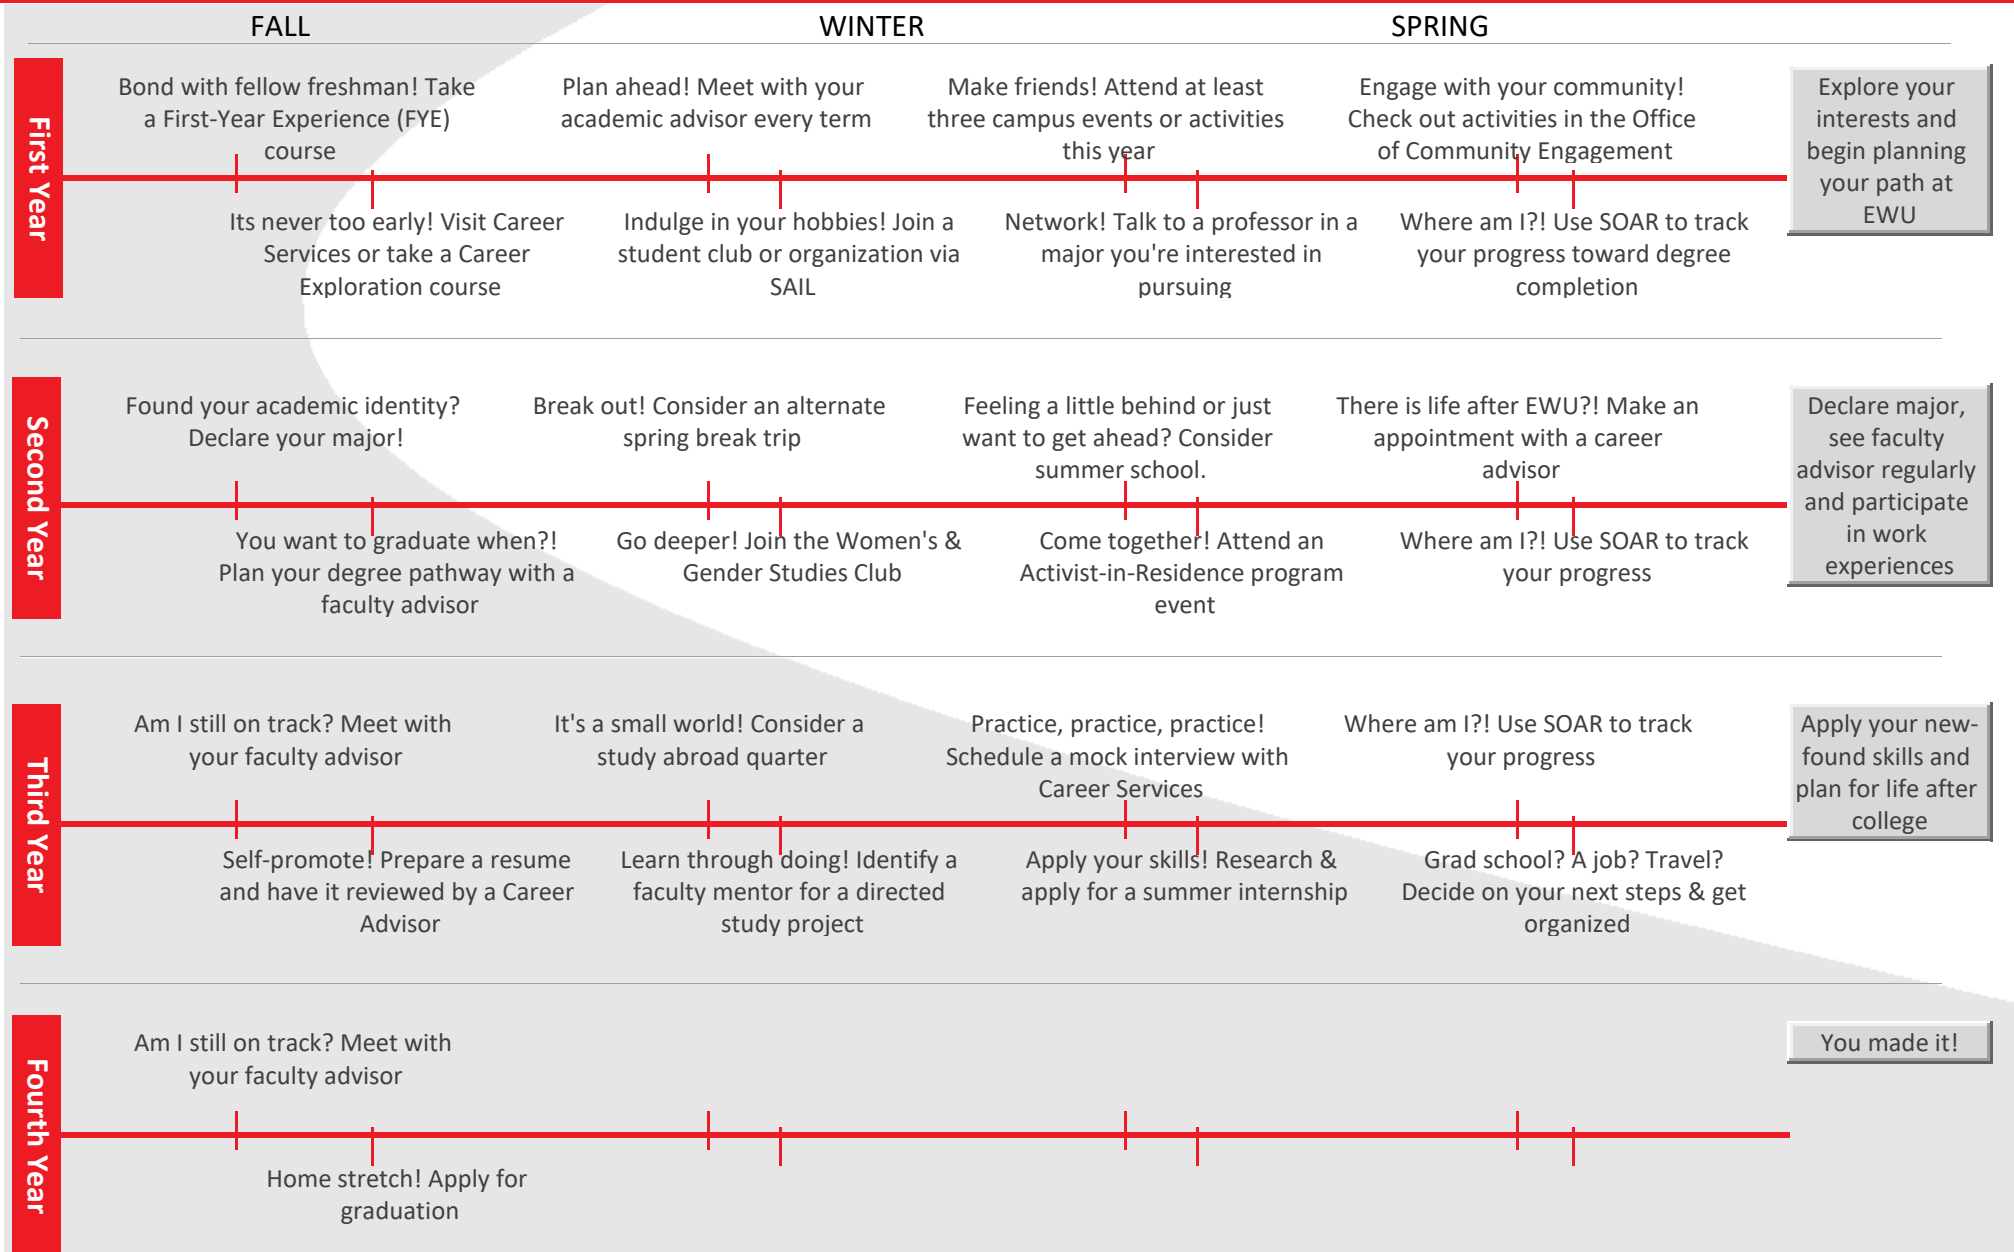 FALL
WINTER
SPRING
First Year
Bond with fellow freshman! Take
a First-Year Experience (FYE)
course
Plan ahead! Meet with your
academic advisor every term
Make friends! Attend at least
three campus events or activities
this year
Engage with your community!
Check out activities in the Office
of Community Engagement
Its never too early! Visit Career
Services or take a Career
Exploration course
Indulge in your hobbies! Join a
student club or organization via
SAIL
Network! Talk to a professor in a
major you're interested in
pursuing
Where am I?! Use SOAR to track
your progress toward degree
completion
Explore your
interests and
begin planning
your path at
EWU
Second Year
Found your academic identity?
Declare your major!
Break out! Consider an alternate
spring break trip
Feeling a little behind or just
want to get ahead? Consider
summer school.
There is life after EWU?! Make an
appointment with a career
advisor
You want to graduate when?!
Plan your degree pathway with a
faculty advisor
Go deeper! Join the Women's &
Gender Studies Club
Come together! Attend an
Activist-in-Residence program
event
Where am I?! Use SOAR to track
your progress
Declare major,
see faculty
advisor regularly
and participate
in work
experiences
Third Year
Am I still on track? Meet with
your faculty advisor
It's a small world! Consider a
study abroad quarter
Practice, practice, practice!
Schedule a mock interview with
Career Services
Where am I?! Use SOAR to track
your progress
Self-promote! Prepare a resume
and have it reviewed by a Career
Advisor
Learn through doing! Identify a
faculty mentor for a directed
study project
Apply your skills! Research &
apply for a summer internship
Grad school? A job? Travel?
Decide on your next steps & get
organized
Apply your new-
found skills and
plan for life after
college
Fourth Year
Am I still on track? Meet with
your faculty advisor
Home stretch! Apply for
graduation
You made it!